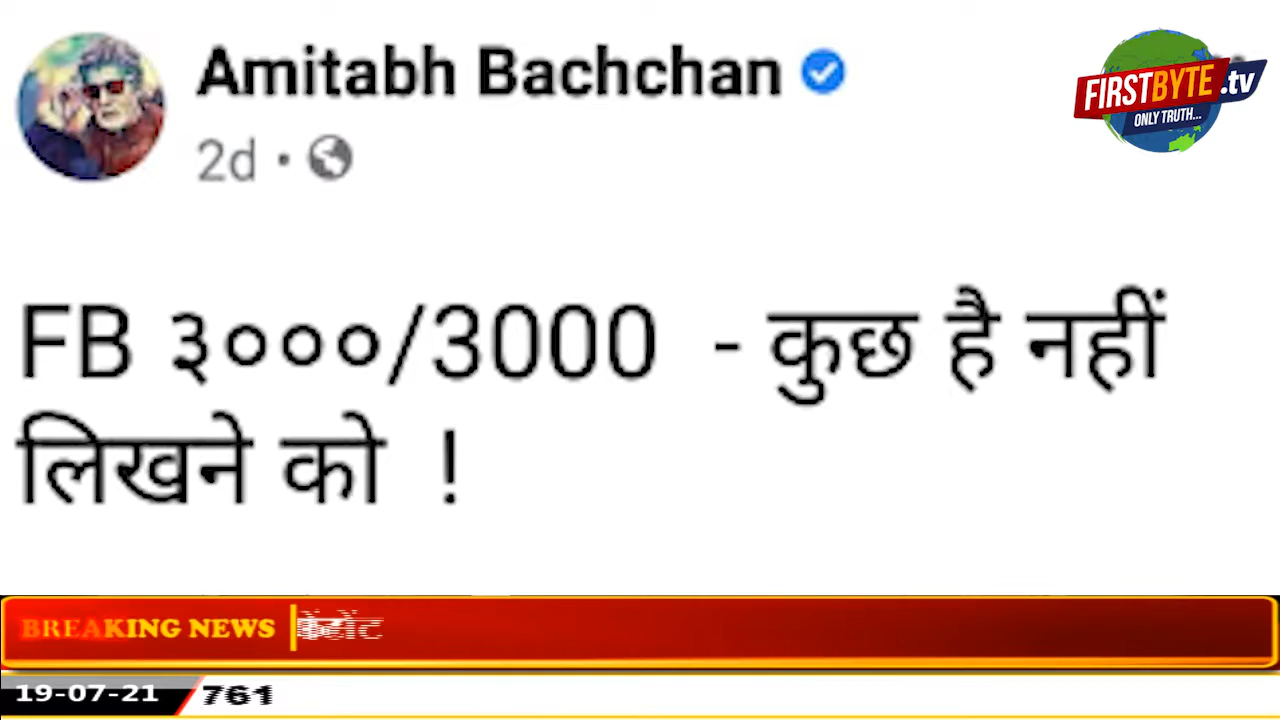 Amitabh Bachchan
2d
FIRSTBYTE.tv
ONLY TRUTH...
FB ३०००/3000 - कुछ है नहीं
लिखने को !
BREAKING NEWS
19-07-21 761